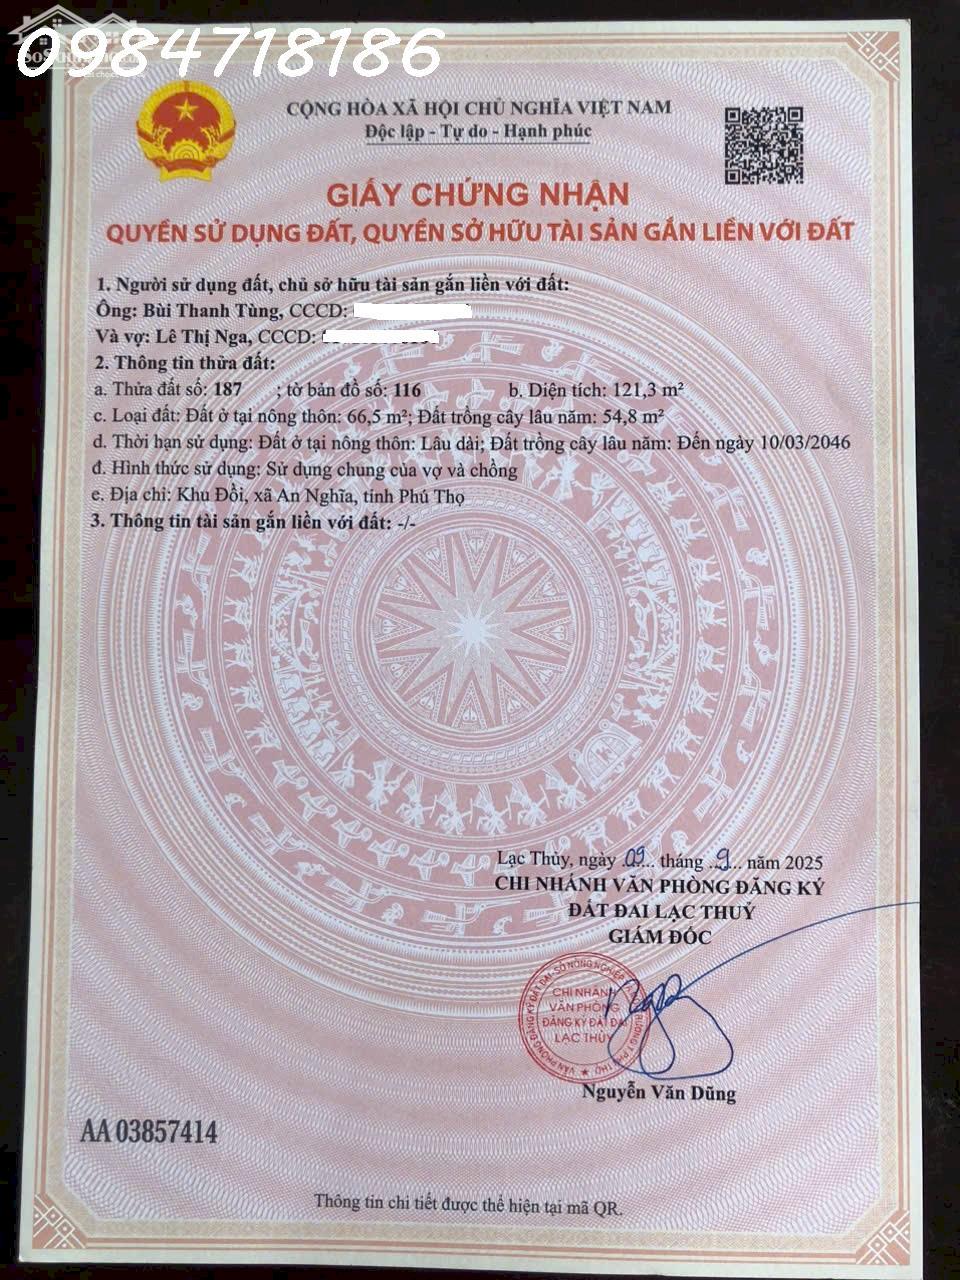 0984718186
CỘNG HÒA XÃ HỘI CHỦ NGHĨA VIỆT NAM
Độc lập - Tự do - Hạnh phúc
GIẤY CHỨNG NHẬN
QUYỀN SỬ DỤNG ĐẤT, QUYỀN SỞ HỮU TÀI SẢN GẮN LIỀN VỚI ĐẤT
1. Người sử dụng đất, chủ sở hữu tài sản gắn liền với đất:
Ông: Bùi Thanh Tùng, CCCD:
Và vợ: Lê Thị Nga, CCCD:
2. Thông tin thửa đất:
a. Thửa đất số: 187 ; tờ bản đồ số: 116 b. Diện tích: 121,3 m²
c. Loại đất: Đất ở tại nông thôn: 66,5 m²; Đất trồng cây lâu năm: 54,8 m²
d. Thời hạn sử dụng: Đất ở tại nông thôn: Lâu dài; Đất trồng cây lâu năm: Đến ngày 10/03/2046
đ. Hình thức sử dụng: Sử dụng chung của vợ và chồng
e. Địa chỉ: Khu Đồi, xã An Nghĩa, tỉnh Phú Thọ
3. Thông tin tài sản gắn liền với đất: -/-
Lạc Thủy, ngày 09 tháng 9 năm 2025
CHI NHÁNH VĂN PHÒNG ĐĂNG KÝ
ĐẤT ĐAI LẠC THUỶ
GIÁM ĐỐC
CHI NHÁNH
VĂN PHÒNG
ĐĂNG KÝ ĐẤT ĐAI
LẠC THỦY
Nguyễn Văn Dũng
AA 03857414
Thông tin chi tiết được thể hiện tại mã QR.